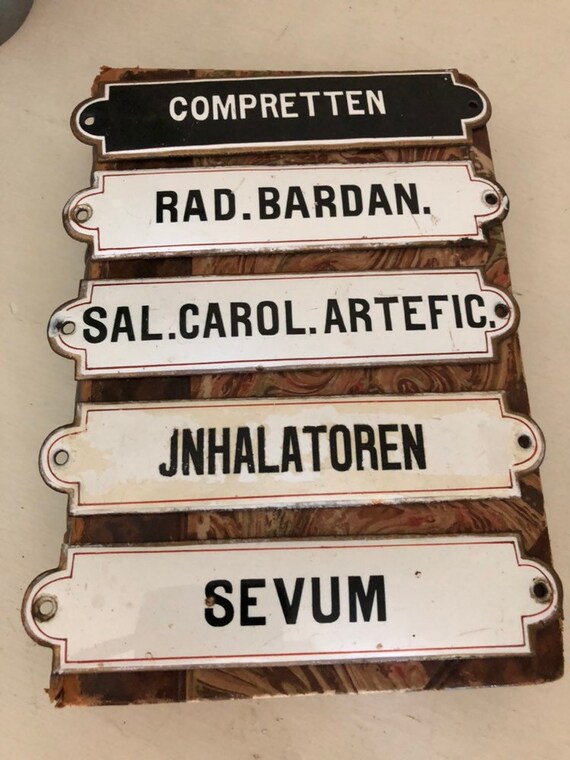 COMPRETTEN
RAD.BARDAN.
SAL.CAROL.ARTEFIC.
JNHALATOREN
SEVUM